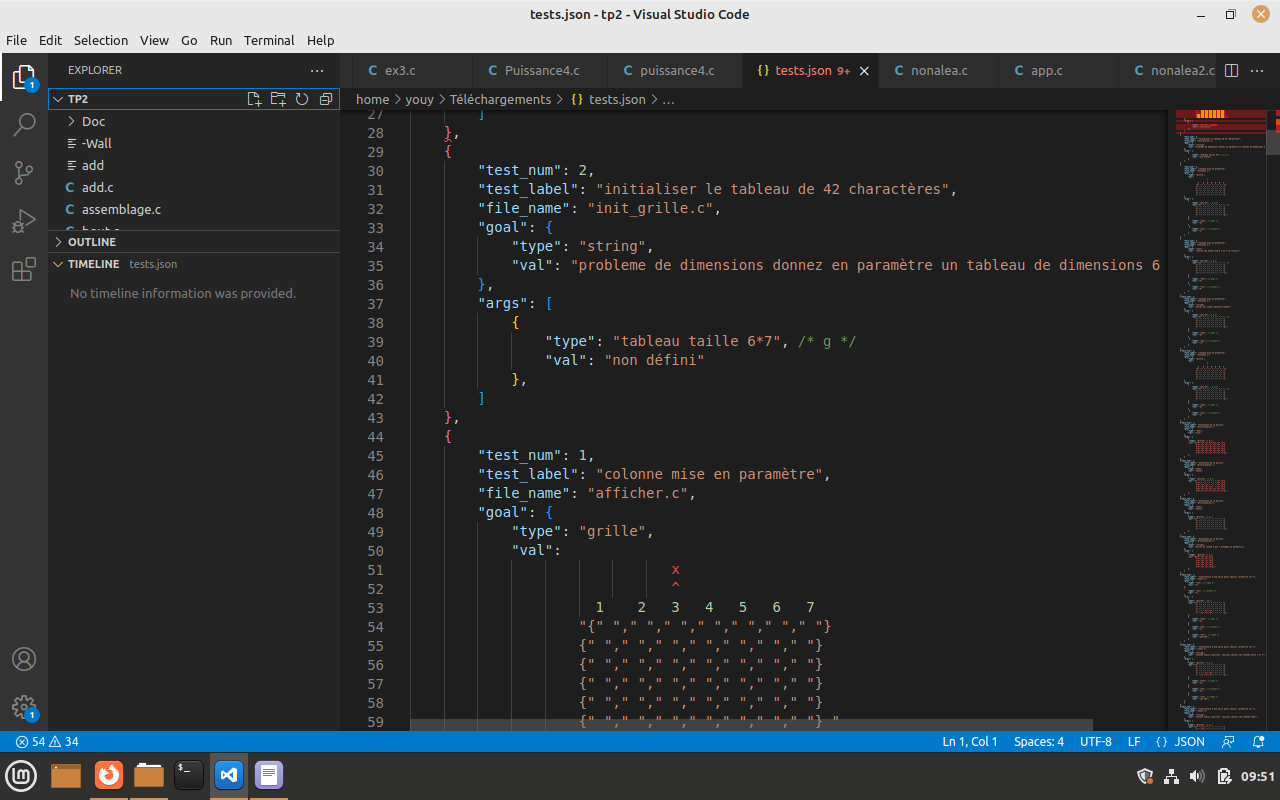 tests.json - tp2 - Visual Studio Code
File Edit Selection View Go Run Terminal Help
EXPLORER
ex3.c Puissance4.c puissance4.c tests.json 9+ nonalea.c app.c nonalea2.c
home > youy > Téléchargements > {} tests.json > ...
TP2
Doc
-Wall
add
add.c
assemblage.c
OUTLINE
TIMELINE tests.json
No timeline information was provided.
27 ]
28 },
29 {
30 "test_num": 2,
31 "test_label": "initialiser le tableau de 42 charactères",
32 "file_name": "init_grille.c",
33 "goal": {
34 "type": "string",
35 "val": "probleme de dimensions donnez en paramètre un tableau de dimensions 6
36 },
37 "args": [
38 {
39 "type": "tableau taille 6*7", /* g */
40 "val": "non défini"
41 },
42 ]
43 },
44 {
45 "test_num": 1,
46 "test_label": "colonne mise en paramètre",
47 "file_name": "afficher.c",
48 "goal": {
49 "type": "grille",
50 "val":
51 x
52 ^
53 1 2 3 4 5 6 7
54 "{" "," "," "," "," "," "," "}
55 {" "," "," "," "," "," "," "}
56 {" "," "," "," "," "," "," "}
57 {" "," "," "," "," "," "," "}
58 {" "," "," "," "," "," "," "}
59 {" "," "," "," "," "," "," "} "
54 34 Ln 1, Col 1 Spaces: 4 UTF-8 LF {} JSON
09:51